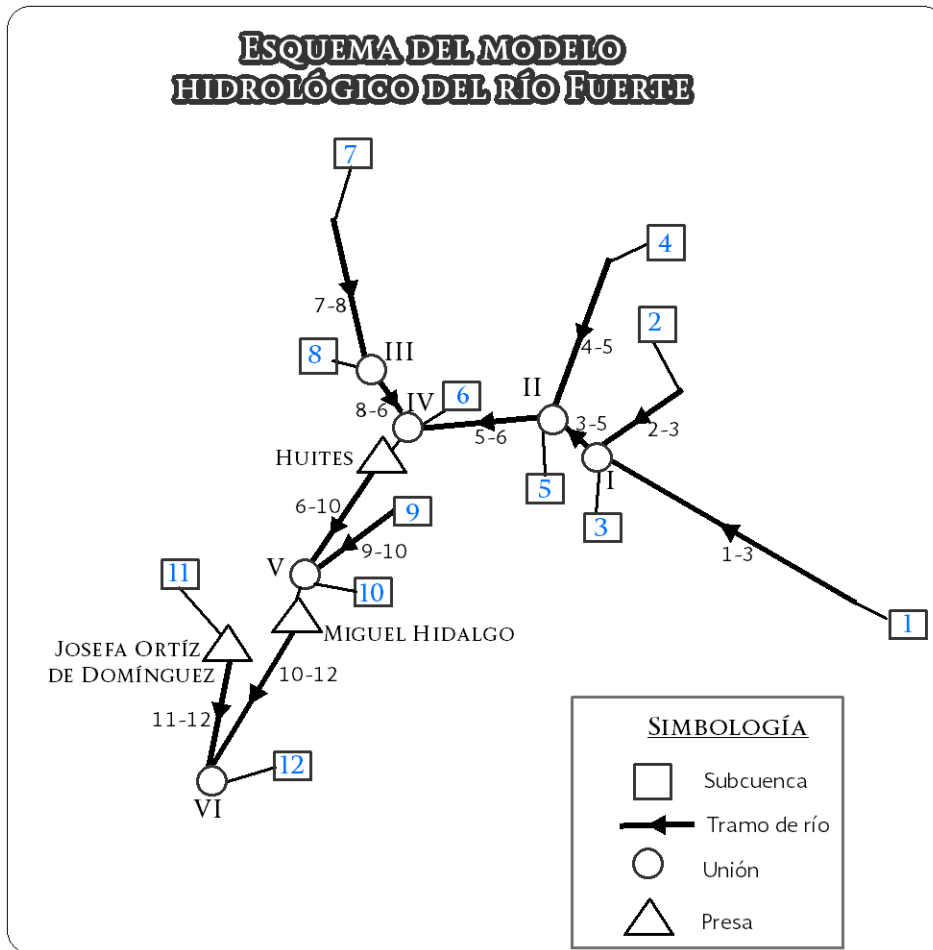 Esquema del modelo
hidrológico del río Fuerte
7
4
2
7-8
4-5
8
III
6
II
IV
3-5
2-3
8-6
5-6
I
Huites
5
3
6-10
9
1-3
9-10
V
11
10
1
Miguel Hidalgo
Josefa Ortíz
de Domínguez
10-12
11-12
12
VI
Simbología
Subcuenca
Tramo de río
Unión
Presa